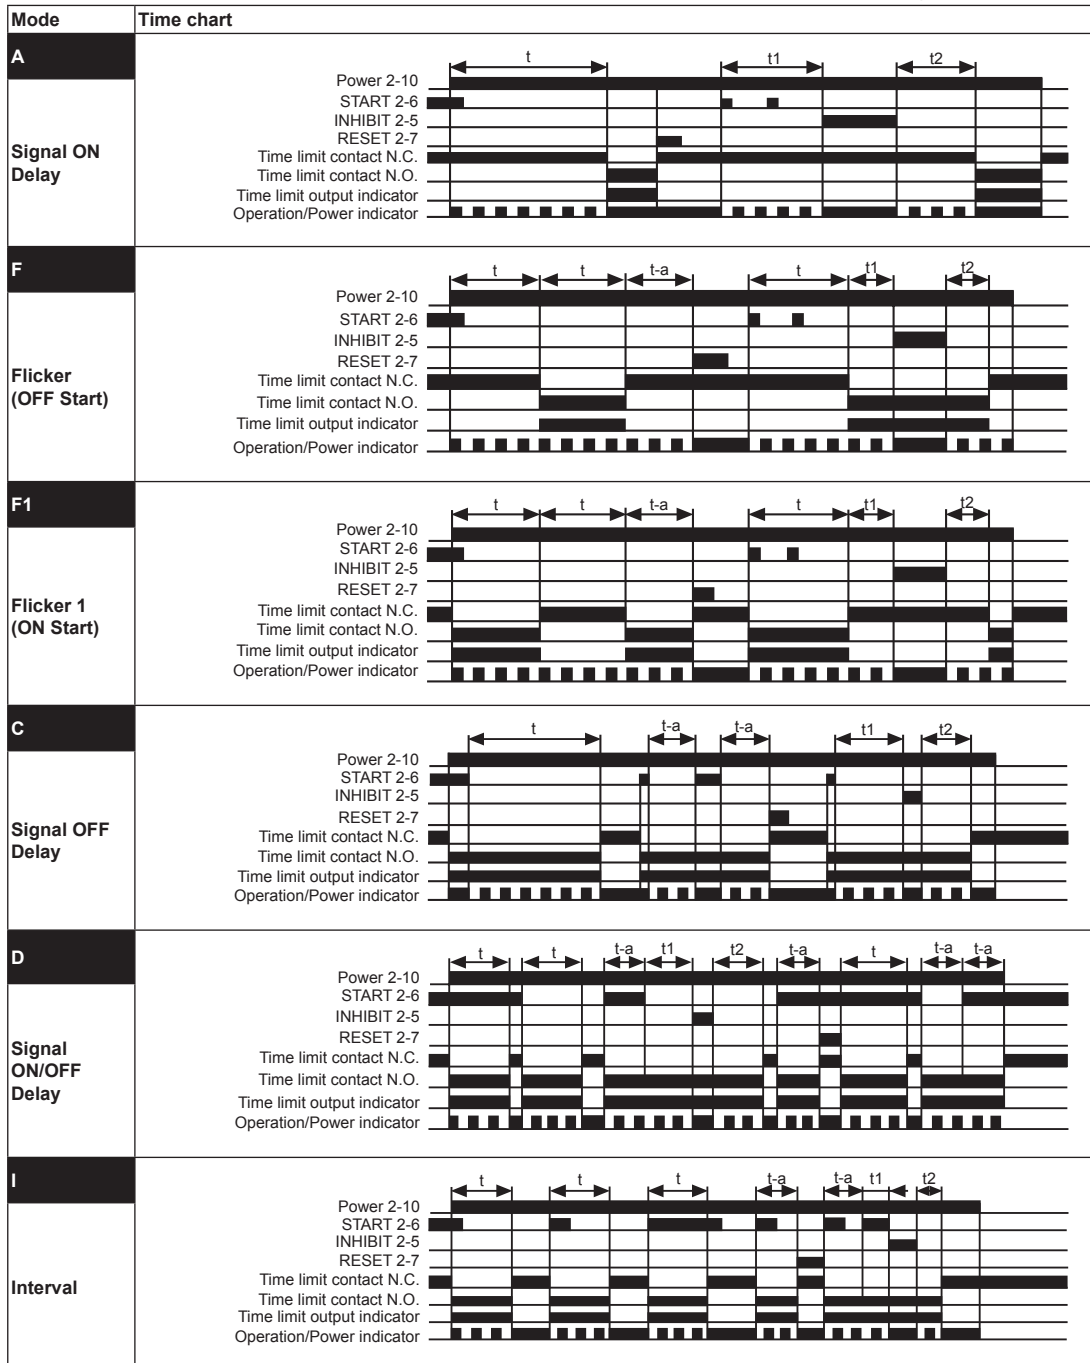 Mode Time chart
A
Signal ON
Delay
t t1 t2
Power 2-10
START 2-6
INHIBIT 2-5
RESET 2-7
Time limit contact N.C.
Time limit contact N.O.
Time limit output indicator
Operation/Power indicator
F
Flicker
(OFF Start)
t t t-a t t1 t2
Power 2-10
START 2-6
INHIBIT 2-5
RESET 2-7
Time limit contact N.C.
Time limit contact N.O.
Time limit output indicator
Operation/Power indicator
F1
Flicker 1
(ON Start)
t t t-a t t1 t2
Power 2-10
START 2-6
INHIBIT 2-5
RESET 2-7
Time limit contact N.C.
Time limit contact N.O.
Time limit output indicator
Operation/Power indicator
C
Signal OFF
Delay
t t-a t-a t1 t2
Power 2-10
START 2-6
INHIBIT 2-5
RESET 2-7
Time limit contact N.C.
Time limit contact N.O.
Time limit output indicator
Operation/Power indicator
D
Signal
ON/OFF
Delay
t t t-a t1 t2 t-a t t-a t-a
Power 2-10
START 2-6
INHIBIT 2-5
RESET 2-7
Time limit contact N.C.
Time limit contact N.O.
Time limit output indicator
Operation/Power indicator
I
Interval
t t t t-a t-a t1 t2
Power 2-10
START 2-6
INHIBIT 2-5
RESET 2-7
Time limit contact N.C.
Time limit contact N.O.
Time limit output indicator
Operation/Power indicator